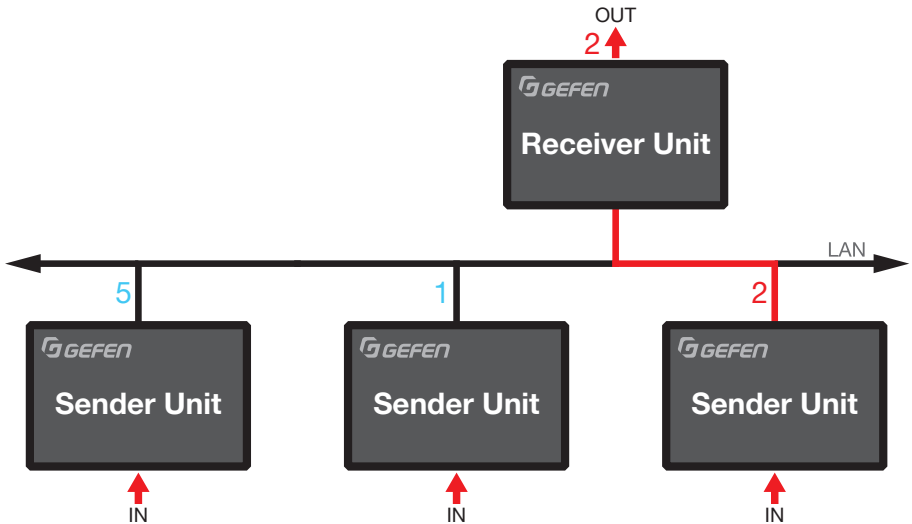 OUT
2
GEFEN
Receiver Unit
LAN
5
1
2
GEFEN
GEFEN
GEFEN
Sender Unit
Sender Unit
Sender Unit
IN
IN
IN